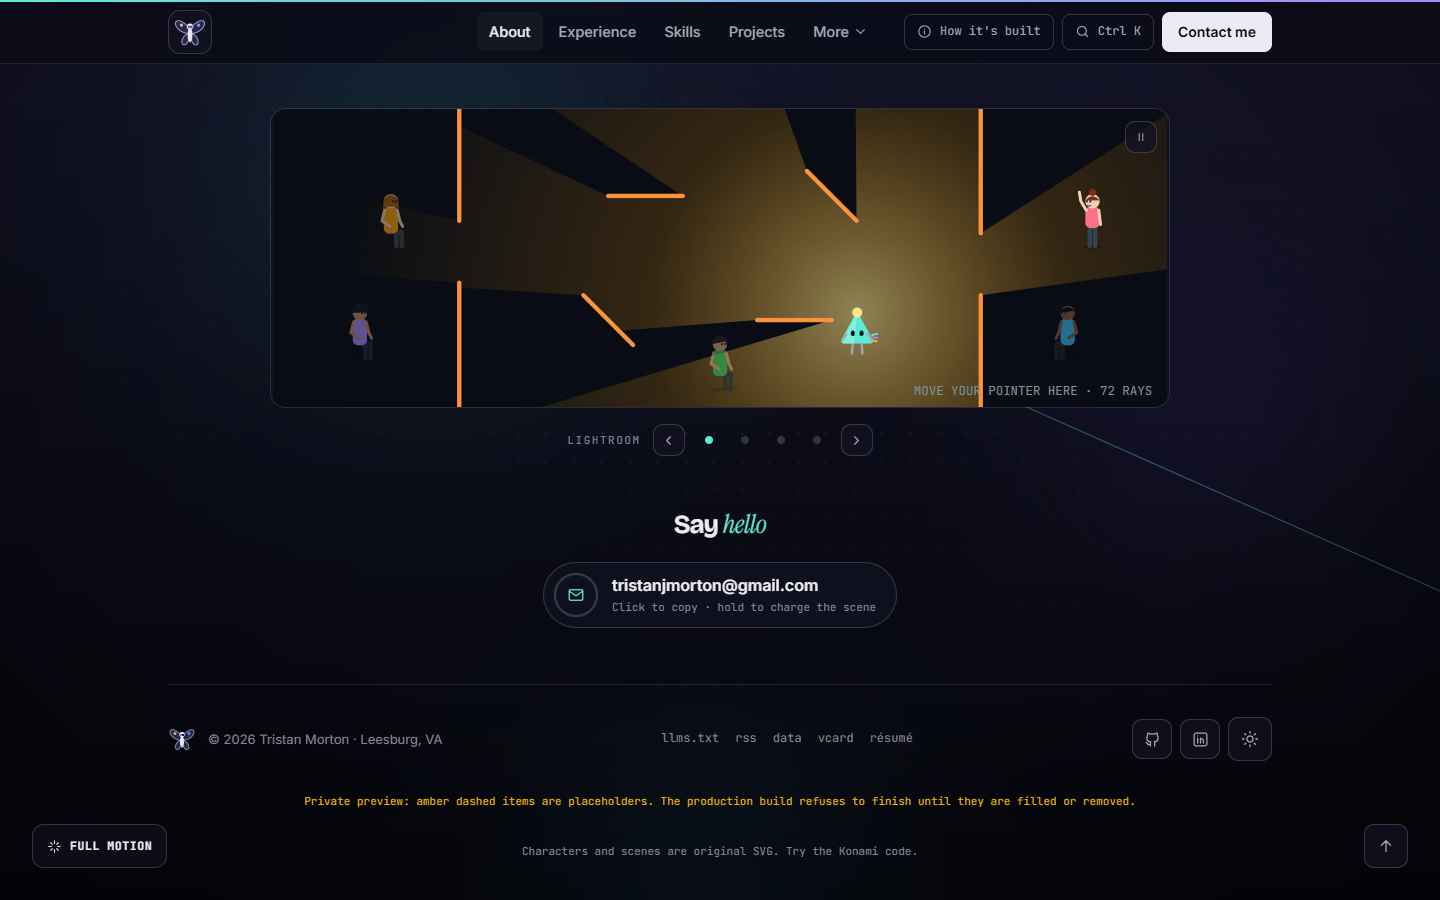 About Experience Skills Projects More How it's built Ctrl K Contact me
MOVE YOUR POINTER HERE · 72 RAYS
LIGHTROOM
Say hello
tristanjmorton@gmail.com
Click to copy · hold to charge the scene
© 2026 Tristan Morton · Leesburg, VA llms.txt rss data vcard résumé
Private preview: amber dashed items are placeholders. The production build refuses to finish until they are filled or removed.
FULL MOTION
Characters and scenes are original SVG. Try the Konami code.